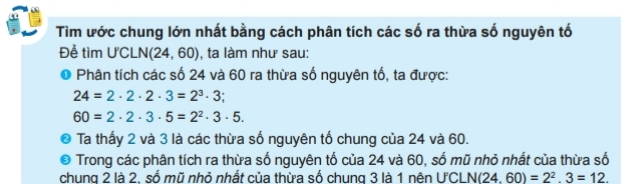 Tìm ước chung lớn nhất bằng cách phân tích các số ra thừa số nguyên tố
Để tìm ƯCLN(24, 60), ta làm như sau:
❶ Phân tích các số 24 và 60 ra thừa số nguyên tố, ta được:
24 = 2 · 2 · 2 · 3 = 2³ · 3;
60 = 2 · 2 · 3 · 5 = 2² · 3 · 5.
❷ Ta thấy 2 và 3 là các thừa số nguyên tố chung của 24 và 60.
❸ Trong các phân tích ra thừa số nguyên tố của 24 và 60, số mũ nhỏ nhất của thừa số
chung 2 là 2, số mũ nhỏ nhất của thừa số chung 3 là 1 nên ƯCLN(24, 60) = 2² . 3 = 12.